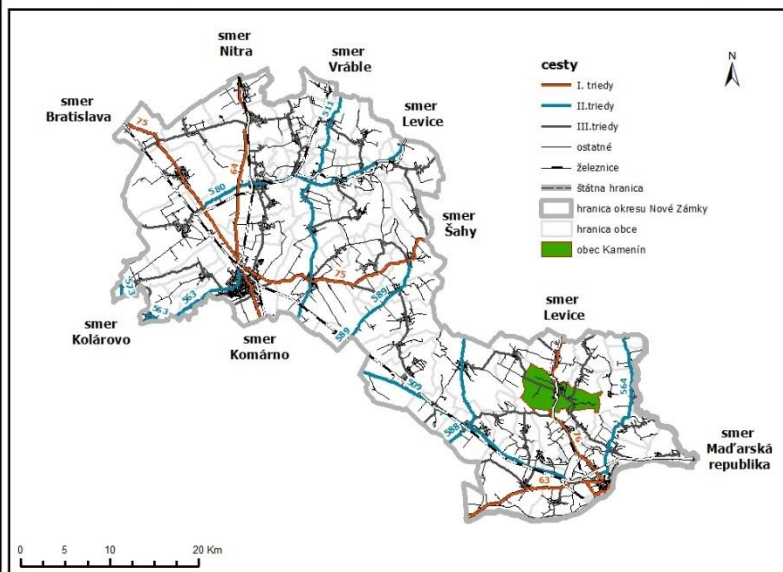 smer
Nitra
smer
Vráble
smer
Bratislava
smer
Levice
75
64
511
580
cesty
I. triedy
II.triedy
III.triedy
ostatné
železnice
štátna hranica
hranica okresu Nové Zámky
hranica obce
obec Kamenín
N
smer
Šahy
75
589
573
563
563
589
smer
Kolárovo
smer
Komárno
smer
Levice
509
588
564
76
63
smer
Maďarská
republika
0 5 10 20 Km